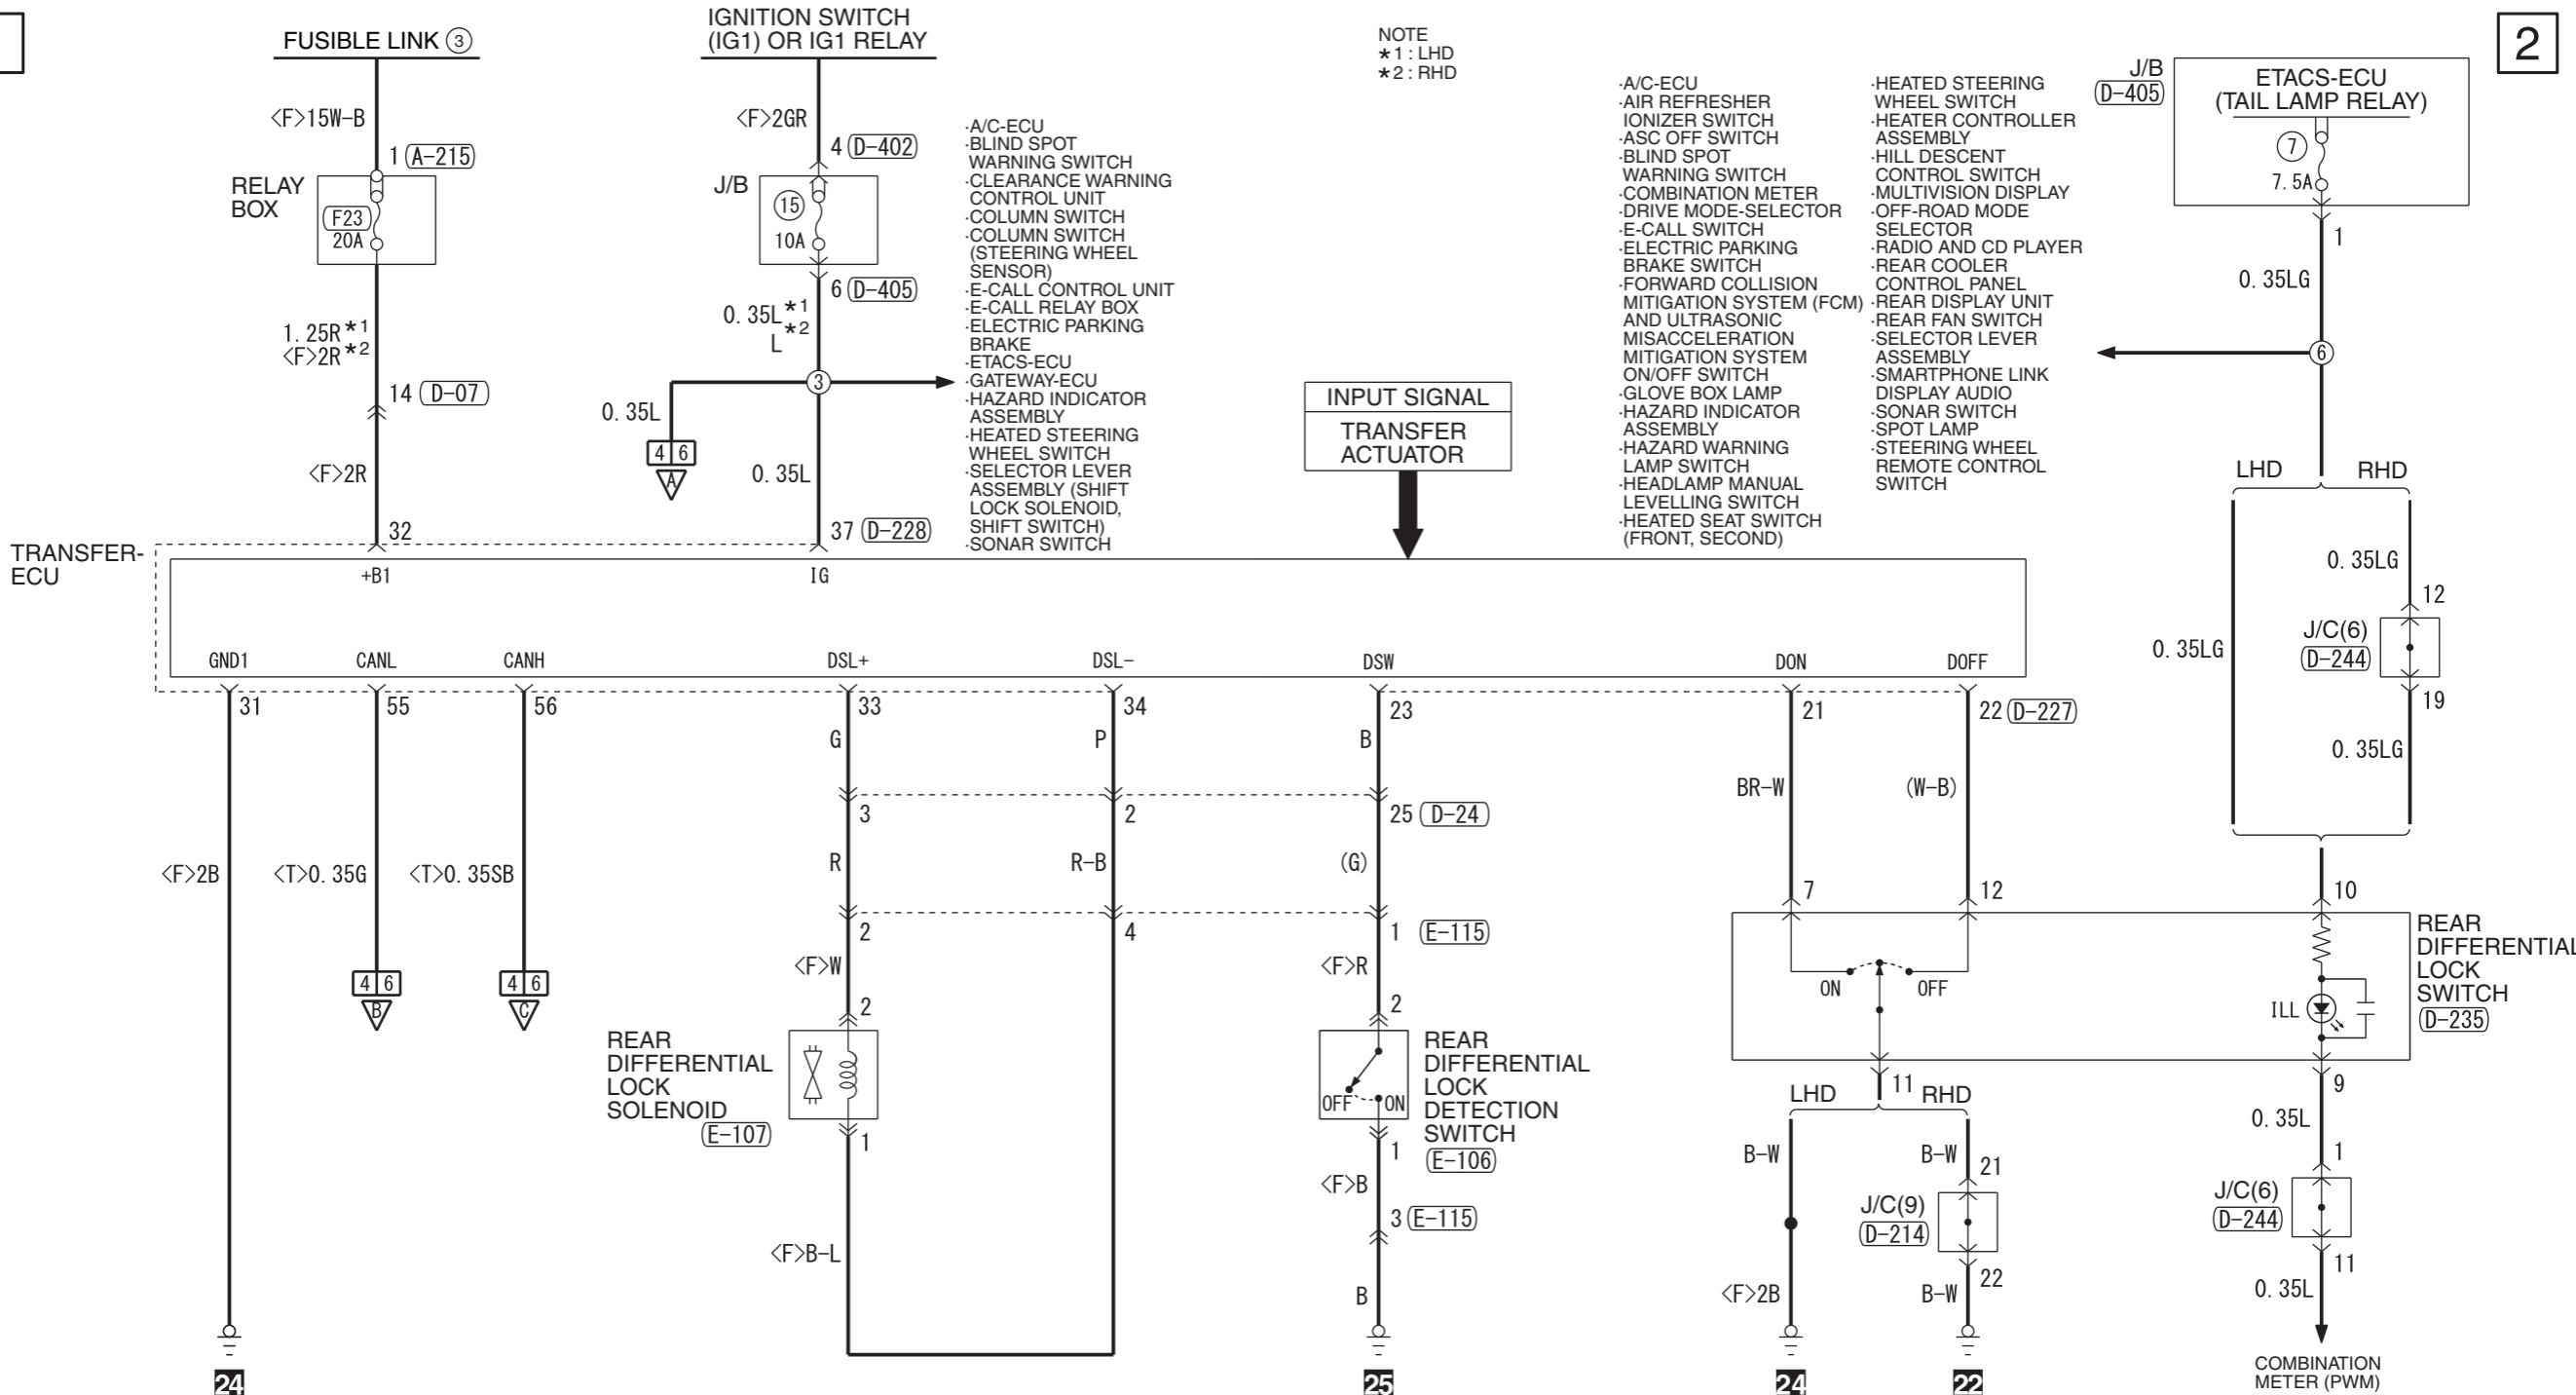 FUSIBLE LINK ③
<F>15W-B
1 (A-215)
RELAY
BOX
F23
20A
1.25R*1
<F>2R*2
14 (D-07)
<F>2R
32
IGNITION SWITCH
(IG1) OR IG1 RELAY
<F>2GR
4 (D-402)
J/B
15
10A
6 (D-405)
0.35L*1
L*2
3
0.35L
4 6
A
0.35L
37 (D-228)
·A/C-ECU
·BLIND SPOT
WARNING SWITCH
·CLEARANCE WARNING
CONTROL UNIT
·COLUMN SWITCH
·COLUMN SWITCH
(STEERING WHEEL
SENSOR)
·E-CALL CONTROL UNIT
·E-CALL RELAY BOX
·ELECTRIC PARKING
BRAKE
·ETACS-ECU
·GATEWAY-ECU
·HAZARD INDICATOR
ASSEMBLY
·HEATED STEERING
WHEEL SWITCH
·SELECTOR LEVER
ASSEMBLY (SHIFT
LOCK SOLENOID,
SHIFT SWITCH)
·SONAR SWITCH
NOTE
*1 : LHD
*2 : RHD
INPUT SIGNAL
TRANSFER
ACTUATOR
·A/C-ECU
·AIR REFRESHER
IONIZER SWITCH
·ASC OFF SWITCH
·BLIND SPOT
WARNING SWITCH
·COMBINATION METER
·DRIVE MODE-SELECTOR
·E-CALL SWITCH
·ELECTRIC PARKING
BRAKE SWITCH
·FORWARD COLLISION
MITIGATION SYSTEM (FCM)
AND ULTRASONIC
MISACCELERATION
MITIGATION SYSTEM
ON/OFF SWITCH
·GLOVE BOX LAMP
·HAZARD INDICATOR
ASSEMBLY
·HAZARD WARNING
LAMP SWITCH
·HEADLAMP MANUAL
LEVELLING SWITCH
·HEATED SEAT SWITCH
(FRONT, SECOND)
·HEATED STEERING
WHEEL SWITCH
·HEATER CONTROLLER
ASSEMBLY
·HILL DESCENT
CONTROL SWITCH
·MULTIVISION DISPLAY
·OFF-ROAD MODE
SELECTOR
·RADIO AND CD PLAYER
·REAR COOLER
CONTROL PANEL
·REAR DISPLAY UNIT
·REAR FAN SWITCH
·SELECTOR LEVER
ASSEMBLY
·SMARTPHONE LINK
DISPLAY AUDIO
·SONAR SWITCH
·SPOT LAMP
·STEERING WHEEL
REMOTE CONTROL
SWITCH
2
J/B
(D-405)
ETACS-ECU
(TAIL LAMP RELAY)
7
7.5A
1
0.35LG
6
LHD RHD
0.35LG
12
J/C(6)
(D-244)
0.35LG
19
0.35LG
TRANSFER-
ECU
+B1 IG
GND1 CANL CANH DSL+ DSL- DSW DON DOFF
31 55 56 33 34 23 21 22 (D-227)
G P B
BR-W (W-B)
3 2 25 (D-24)
<F>2B <T>0.35G <T>0.35SB R R-B (G)
7 12 10
2 4 1 (E-115)
<F>W <F>R
4 6
B
4 6
C
2 2
REAR
DIFFERENTIAL
LOCK
SOLENOID
(E-107)
1
<F>B-L
OFF ON
REAR
DIFFERENTIAL
LOCK
DETECTION
SWITCH
(E-106)
1
<F>B
3 (E-115)
B
ON OFF
ILL
REAR
DIFFERENTIAL
LOCK
SWITCH
(D-235)
11
LHD RHD
B-W B-W
21
J/C(9)
(D-214)
22
<F>2B B-W
9
0.35L
1
J/C(6)
(D-244)
11
0.35L
COMBINATION
METER (PWM)
24 25 24 22